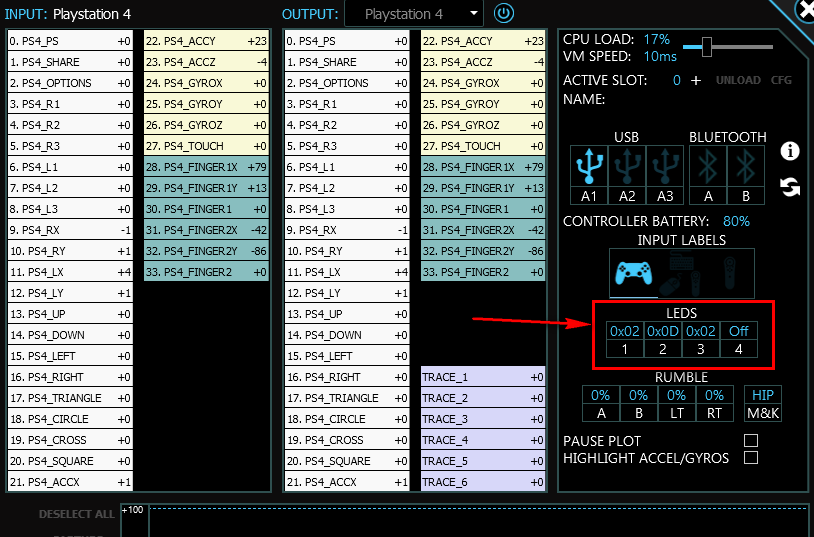 INPUT: Playstation 4
0. PS4_PS +0
1. PS4_SHARE +0
2. PS4_OPTIONS +0
3. PS4_R1 +0
4. PS4_R2 +0
5. PS4_R3 +0
6. PS4_L1 +0
7. PS4_L2 +0
8. PS4_L3 +0
9. PS4_RX -1
10. PS4_RY +1
11. PS4_LX +4
12. PS4_LY +1
13. PS4_UP +0
14. PS4_DOWN +0
15. PS4_LEFT +0
16. PS4_RIGHT +0
17. PS4_TRIANGLE +0
18. PS4_CIRCLE +0
19. PS4_CROSS +0
20. PS4_SQUARE +0
21. PS4_ACCX +1
22. PS4_ACCY +23
23. PS4_ACCZ -4
24. PS4_GYROX +0
25. PS4_GYROY +0
26. PS4_GYROZ +0
27. PS4_TOUCH +0
28. PS4_FINGER1X +79
29. PS4_FINGER1Y +13
30. PS4_FINGER1 +0
31. PS4_FINGER2X -42
32. PS4_FINGER2Y -86
33. PS4_FINGER2 +0
OUTPUT: Playstation 4
0. PS4_PS +0
1. PS4_SHARE +0
2. PS4_OPTIONS +0
3. PS4_R1 +0
4. PS4_R2 +0
5. PS4_R3 +0
6. PS4_L1 +0
7. PS4_L2 +0
8. PS4_L3 +0
9. PS4_RX -1
10. PS4_RY +1
11. PS4_LX +4
12. PS4_LY +1
13. PS4_UP +0
14. PS4_DOWN +0
15. PS4_LEFT +0
16. PS4_RIGHT +0
17. PS4_TRIANGLE +0
18. PS4_CIRCLE +0
19. PS4_CROSS +0
20. PS4_SQUARE +0
21. PS4_ACCX +1
22. PS4_ACCY +23
23. PS4_ACCZ -4
24. PS4_GYROX +0
25. PS4_GYROY +0
26. PS4_GYROZ +0
27. PS4_TOUCH +0
28. PS4_FINGER1X +79
29. PS4_FINGER1Y +13
30. PS4_FINGER1 +0
31. PS4_FINGER2X -42
32. PS4_FINGER2Y -86
33. PS4_FINGER2 +0
TRACE_1 +0
TRACE_2 +0
TRACE_3 +0
TRACE_4 +0
TRACE_5 +0
TRACE_6 +0
CPU LOAD: 17%
VM SPEED: 10ms
ACTIVE SLOT: 0 + UNLOAD CFG
NAME:
USB BLUETOOTH
A1 A2 A3 A B
CONTROLLER BATTERY: 80%
INPUT LABELS
LEDS
0x02 0x0D 0x02 Off
1 2 3 4
RUMBLE
0% 0% 0% 0% HIP
A B LT RT M&K
PAUSE PLOT
HIGHLIGHT ACCEL/GYROS
DESELECT ALL +100